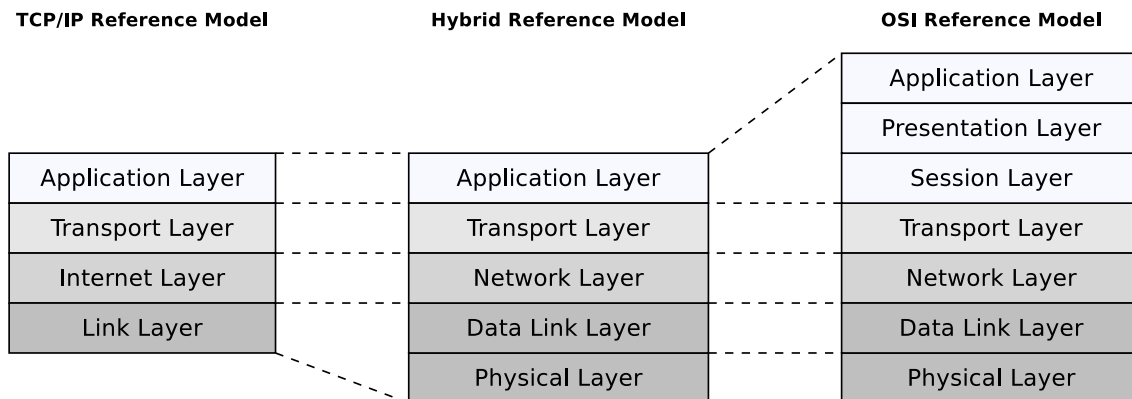 TCP/IP Reference Model
Application Layer
Transport Layer
Internet Layer
Link Layer
Hybrid Reference Model
Application Layer
Transport Layer
Network Layer
Data Link Layer
Physical Layer
OSI Reference Model
Application Layer
Presentation Layer
Session Layer
Transport Layer
Network Layer
Data Link Layer
Physical Layer